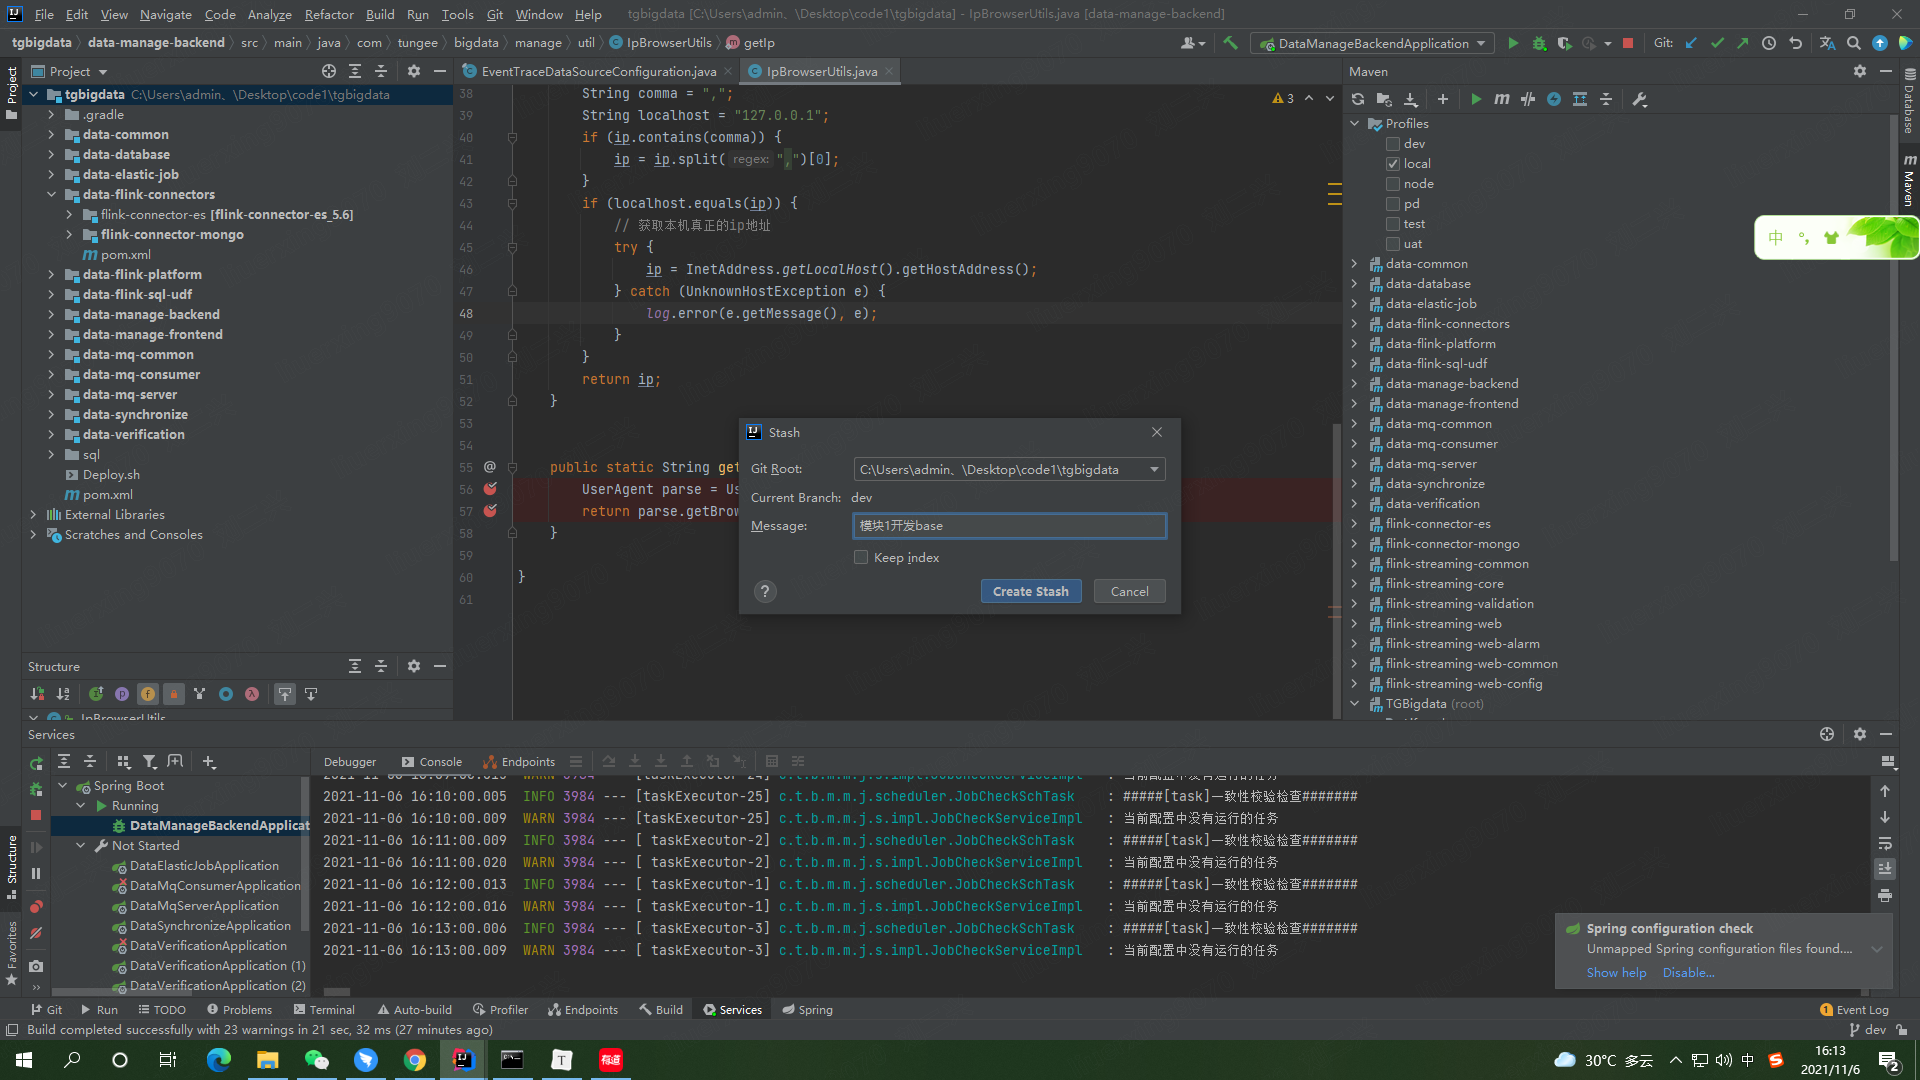 File Edit View Navigate Code Analyze Refactor Build Run Tools Git Window Help tgbigdata [C:\Users\admin、\Desktop\code1\tgbigdata] - IpBrowserUtils.java [data-manage-backend]
tgbigdata data-manage-backend src main java com tungee bigdata manage util IpBrowserUtils getIp DataManageBackendApplication Git:
Project
tgbigdata C:\Users\admin、\Desktop\code1\tgbigdata
.gradle
data-common
data-database
data-elastic-job
data-flink-connectors
flink-connector-es [flink-connector-es_5.6]
flink-connector-mongo
pom.xml
data-flink-platform
data-flink-sql-udf
data-manage-backend
data-manage-frontend
data-mq-common
data-mq-consumer
data-mq-server
data-synchronize
data-verification
sql
Deploy.sh
pom.xml
External Libraries
Scratches and Consoles
Structure
IpBrowserUtils
EventTraceDataSourceConfiguration.java IpBrowserUtils.java
3
38 String comma = ",";
39 String localhost = "127.0.0.1";
40 if (ip.contains(comma)) {
41 ip = ip.split( regex: ",")[0];
42 }
43 if (localhost.equals(ip)) {
44 // 获取本机真正的ip地址
45 try {
46 ip = InetAddress.getLocalHost().getHostAddress();
47 } catch (UnknownHostException e) {
48 log.error(e.getMessage(), e);
49 }
50 }
51 return ip;
52 }
53
54
55 public static String get
56 UserAgent parse = Us
57 return parse.getBrow
58 }
59
60 }
61
Stash
Git Root: C:\Users\admin、\Desktop\code1\tgbigdata
Current Branch: dev
Message: 模块1开发base
Keep index
? Create Stash Cancel
Maven
Profiles
dev
local
node
pd
test
uat
data-common
data-database
data-elastic-job
data-flink-connectors
data-flink-platform
data-flink-sql-udf
data-manage-backend
data-manage-frontend
data-mq-common
data-mq-consumer
data-mq-server
data-synchronize
data-verification
flink-connector-es
flink-connector-mongo
flink-streaming-common
flink-streaming-core
flink-streaming-validation
flink-streaming-web
flink-streaming-web-alarm
flink-streaming-web-common
flink-streaming-web-config
TGBigdata (root)
Database
Maven
中
Services
Debugger Console Endpoints
Spring Boot
Running
DataManageBackendApplicat
Not Started
DataElasticJobApplication
DataMqConsumerApplication
DataMqServerApplication
DataSynchronizeApplication
DataVerificationApplication
DataVerificationApplication (1)
DataVerificationApplication (2)
Structure
Favorites
2021-11-06 16:10:00.005 INFO 3984 --- [taskExecutor-25] c.t.b.m.m.j.scheduler.JobCheckSchTask : #####[task]一致性校验检查#######
2021-11-06 16:10:00.009 WARN 3984 --- [taskExecutor-25] c.t.b.m.m.j.s.impl.JobCheckServiceImpl : 当前配置中没有运行的任务
2021-11-06 16:11:00.009 INFO 3984 --- [ taskExecutor-2] c.t.b.m.m.j.scheduler.JobCheckSchTask : #####[task]一致性校验检查#######
2021-11-06 16:11:00.020 WARN 3984 --- [ taskExecutor-2] c.t.b.m.m.j.s.impl.JobCheckServiceImpl : 当前配置中没有运行的任务
2021-11-06 16:12:00.013 INFO 3984 --- [ taskExecutor-1] c.t.b.m.m.j.scheduler.JobCheckSchTask : #####[task]一致性校验检查#######
2021-11-06 16:12:00.016 WARN 3984 --- [ taskExecutor-1] c.t.b.m.m.j.s.impl.JobCheckServiceImpl : 当前配置中没有运行的任务
2021-11-06 16:13:00.006 INFO 3984 --- [ taskExecutor-3] c.t.b.m.m.j.scheduler.JobCheckSchTask : #####[task]一致性校验检查#######
2021-11-06 16:13:00.009 WARN 3984 --- [ taskExecutor-3] c.t.b.m.m.j.s.impl.JobCheckServiceImpl : 当前配置中没有运行的任务
Spring configuration check
Unmapped Spring configuration files found....
Show help Disable...
Git Run TODO Problems Terminal Auto-build Profiler Endpoints Build Services Spring 1 Event Log
Build completed successfully with 23 warnings in 21 sec, 32 ms (27 minutes ago) dev
30°C 多云 中 16:13
2021/11/6 2